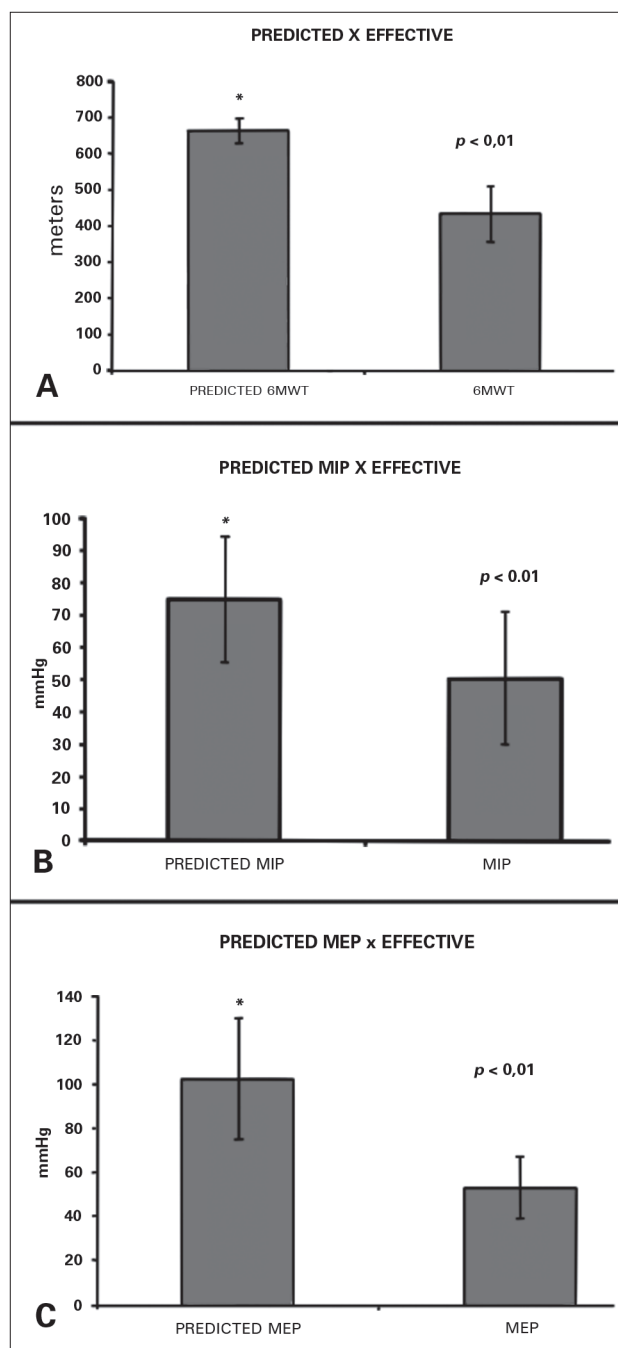 PREDICTED X EFFECTIVE
800
700
600
500
400
300
200
100
0
meters
*
p < 0,01
PREDICTED 6MWT 6MWT
A
PREDICTED MIP X EFFECTIVE
100
90
80
70
60
50
40
30
20
10
0
mmHg
*
p < 0.01
PREDICTED MIP MIP
B
PREDICTED MEP x EFFECTIVE
140
120
100
80
60
40
20
0
mmHg
*
p < 0,01
PREDICTED MEP MEP
C